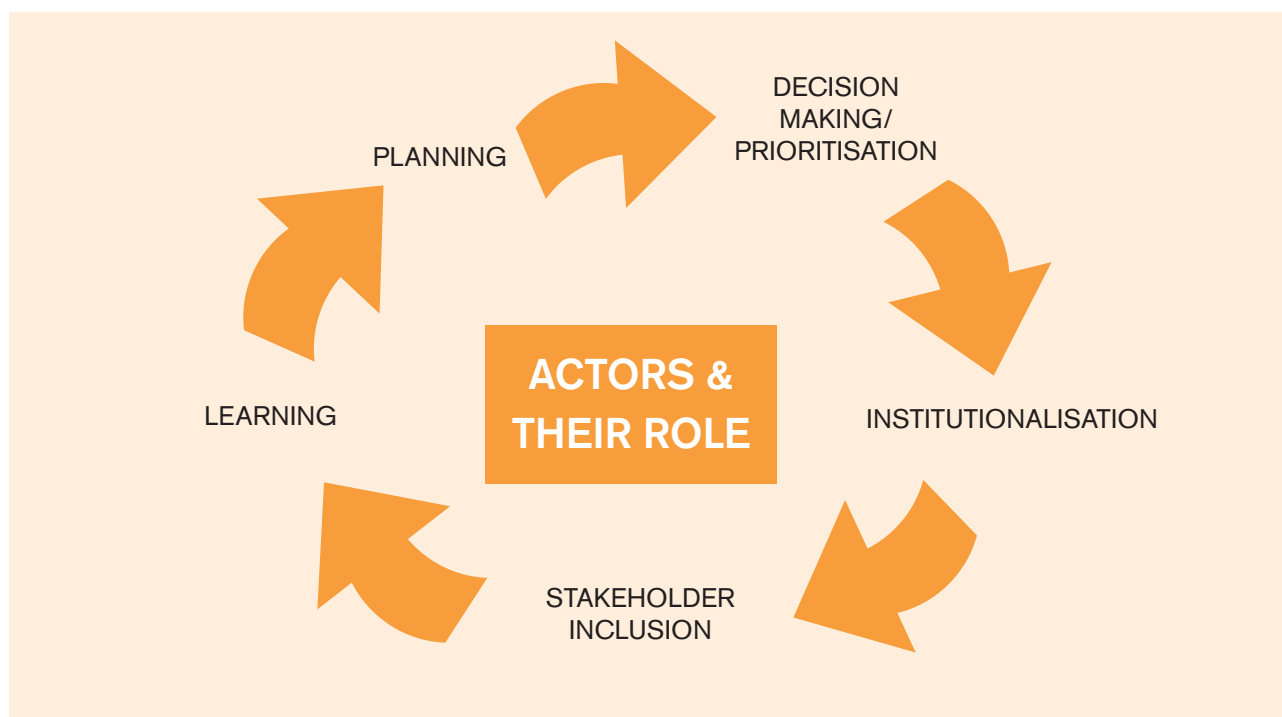 PLANNING
DECISION
MAKING/
PRIORITISATION
INSTITUTIONALISATION
STAKEHOLDER
INCLUSION
LEARNING
ACTORS &
THEIR ROLE